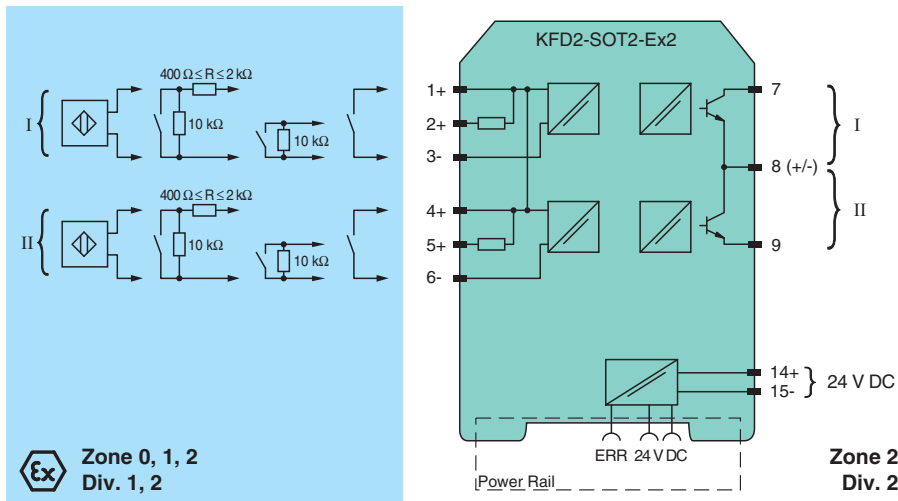 KFD2-SOT2-Ex2
400 Ω ≤ R ≤ 2 kΩ
I
10 kΩ
10 kΩ
400 Ω ≤ R ≤ 2 kΩ
II
10 kΩ
10 kΩ
1+
2+
3-
4+
5+
6-
7
I
8 (+/-)
II
9
14+
15-
24 V DC
ERR 24 V DC
Power Rail
Ex
Zone 0, 1, 2
Div. 1, 2
Zone 2
Div. 2